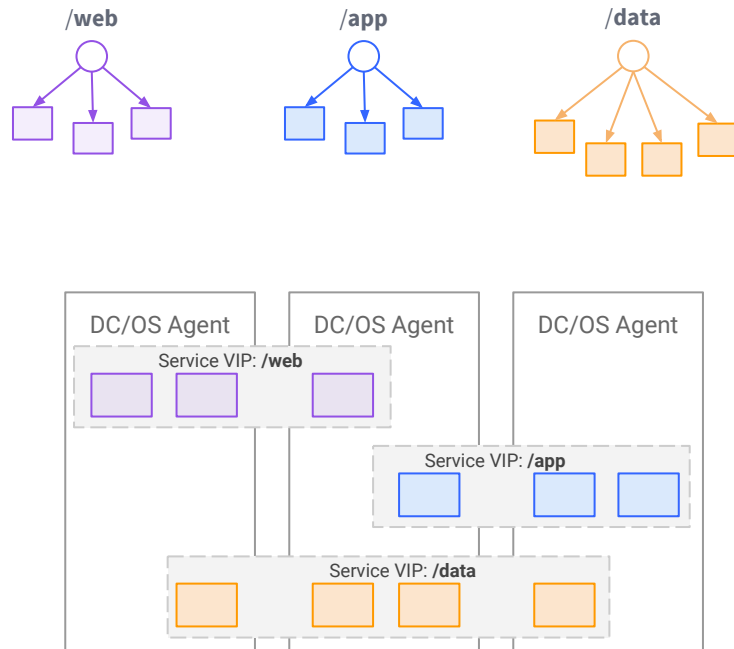 /web
/app
/data
DC/OS Agent
DC/OS Agent
DC/OS Agent
Service VIP: /web
Service VIP: /app
Service VIP: /data